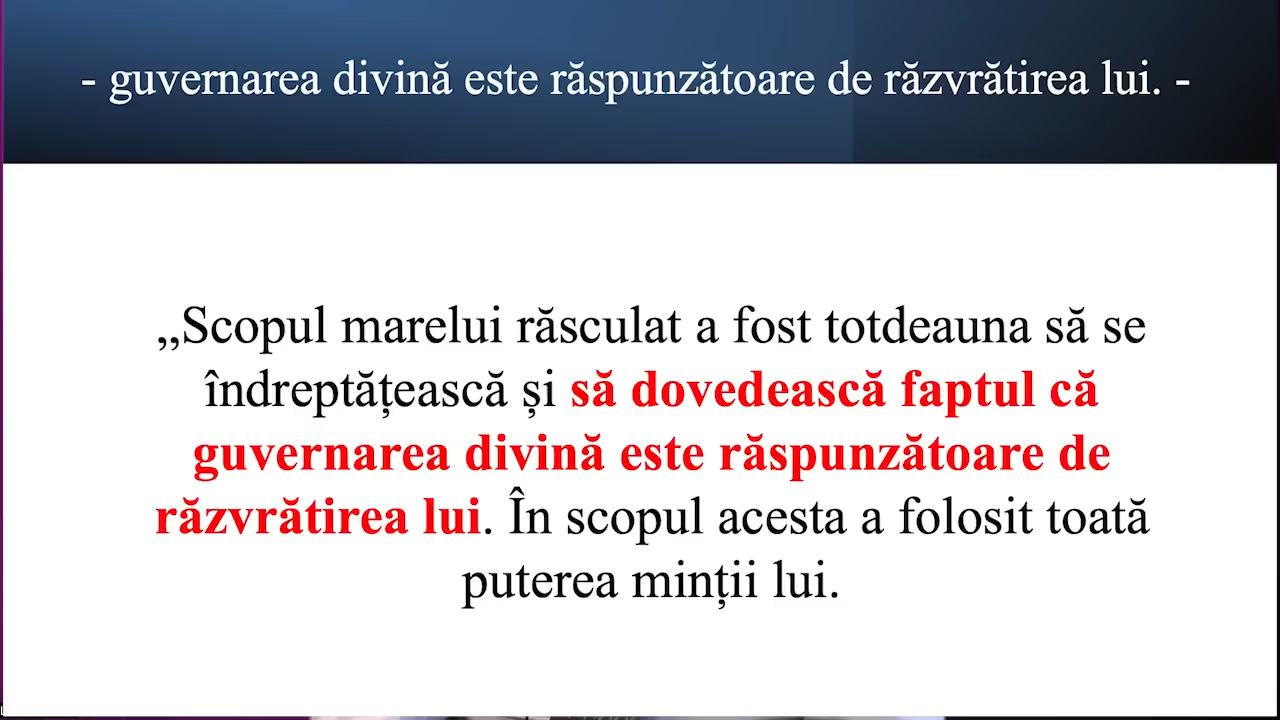 - guvernarea divină este răspunzătoare de răzvrătirea lui. -
„Scopul marelui răsculat a fost totdeauna să se
îndreptățească și să dovedească faptul că
guvernarea divină este răspunzătoare de
răzvrătirea lui. În scopul acesta a folosit toată
puterea minții lui.